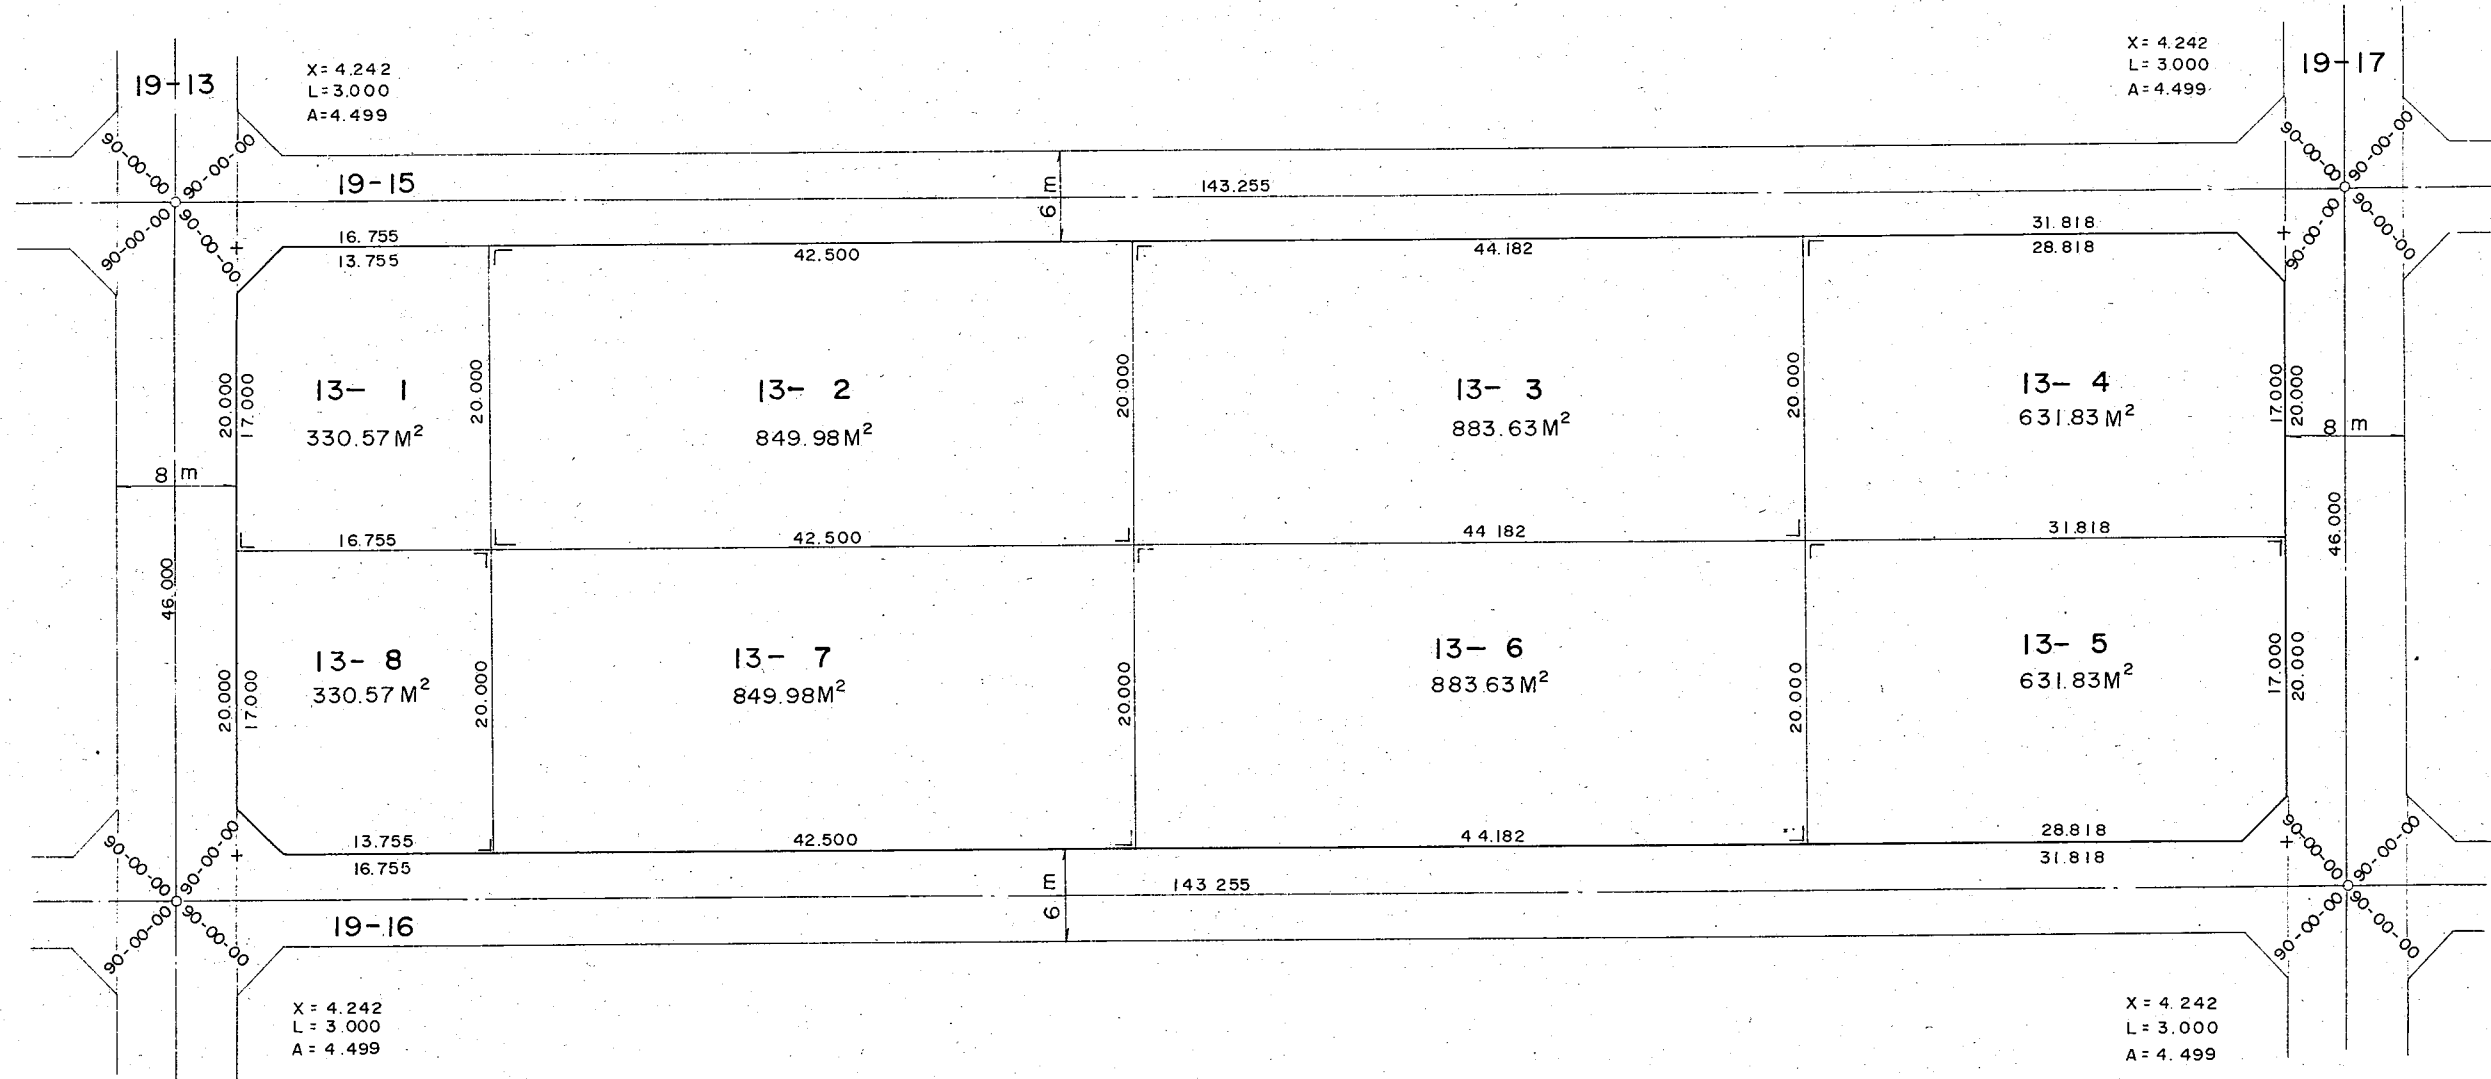 X= 4.242
L= 3.000
A= 4.499
19-17
X= 4.242
L=3.000
A=4.499
19-13
90-00-00
90-00-00
90-00-00
90-00-00
90-00-00
90-00-00
90-00-00
90-00-00
19-15
6 m
143.255
16.755
13.755
42.500
44.182
31.818
28.818
20.000
17.000
13- 1
330.57M²
20.000
13- 2
849.98M²
20.000
13- 3
883.63M²
20.000
13- 4
631.83M²
17.000
20.000
8 m
8 m
46.000
46.000
16.755
42.500
44 182
31.818
20.000
17.000
13- 8
330.57M²
20.000
13- 7
849.98M²
20.000
13- 6
883.63M²
20.000
13- 5
631.83M²
17.000
20.000
13.755
16.755
42.500
44.182
28.818
31.818
90-00-00
90-00-00
90-00-00
90-00-00
6 m
143 255
90-00-00
90-00-00
90-00-00
90-00-00
19-16
X = 4.242
L = 3.000
A = 4.499
X = 4.242
L = 3.000
A = 4.499